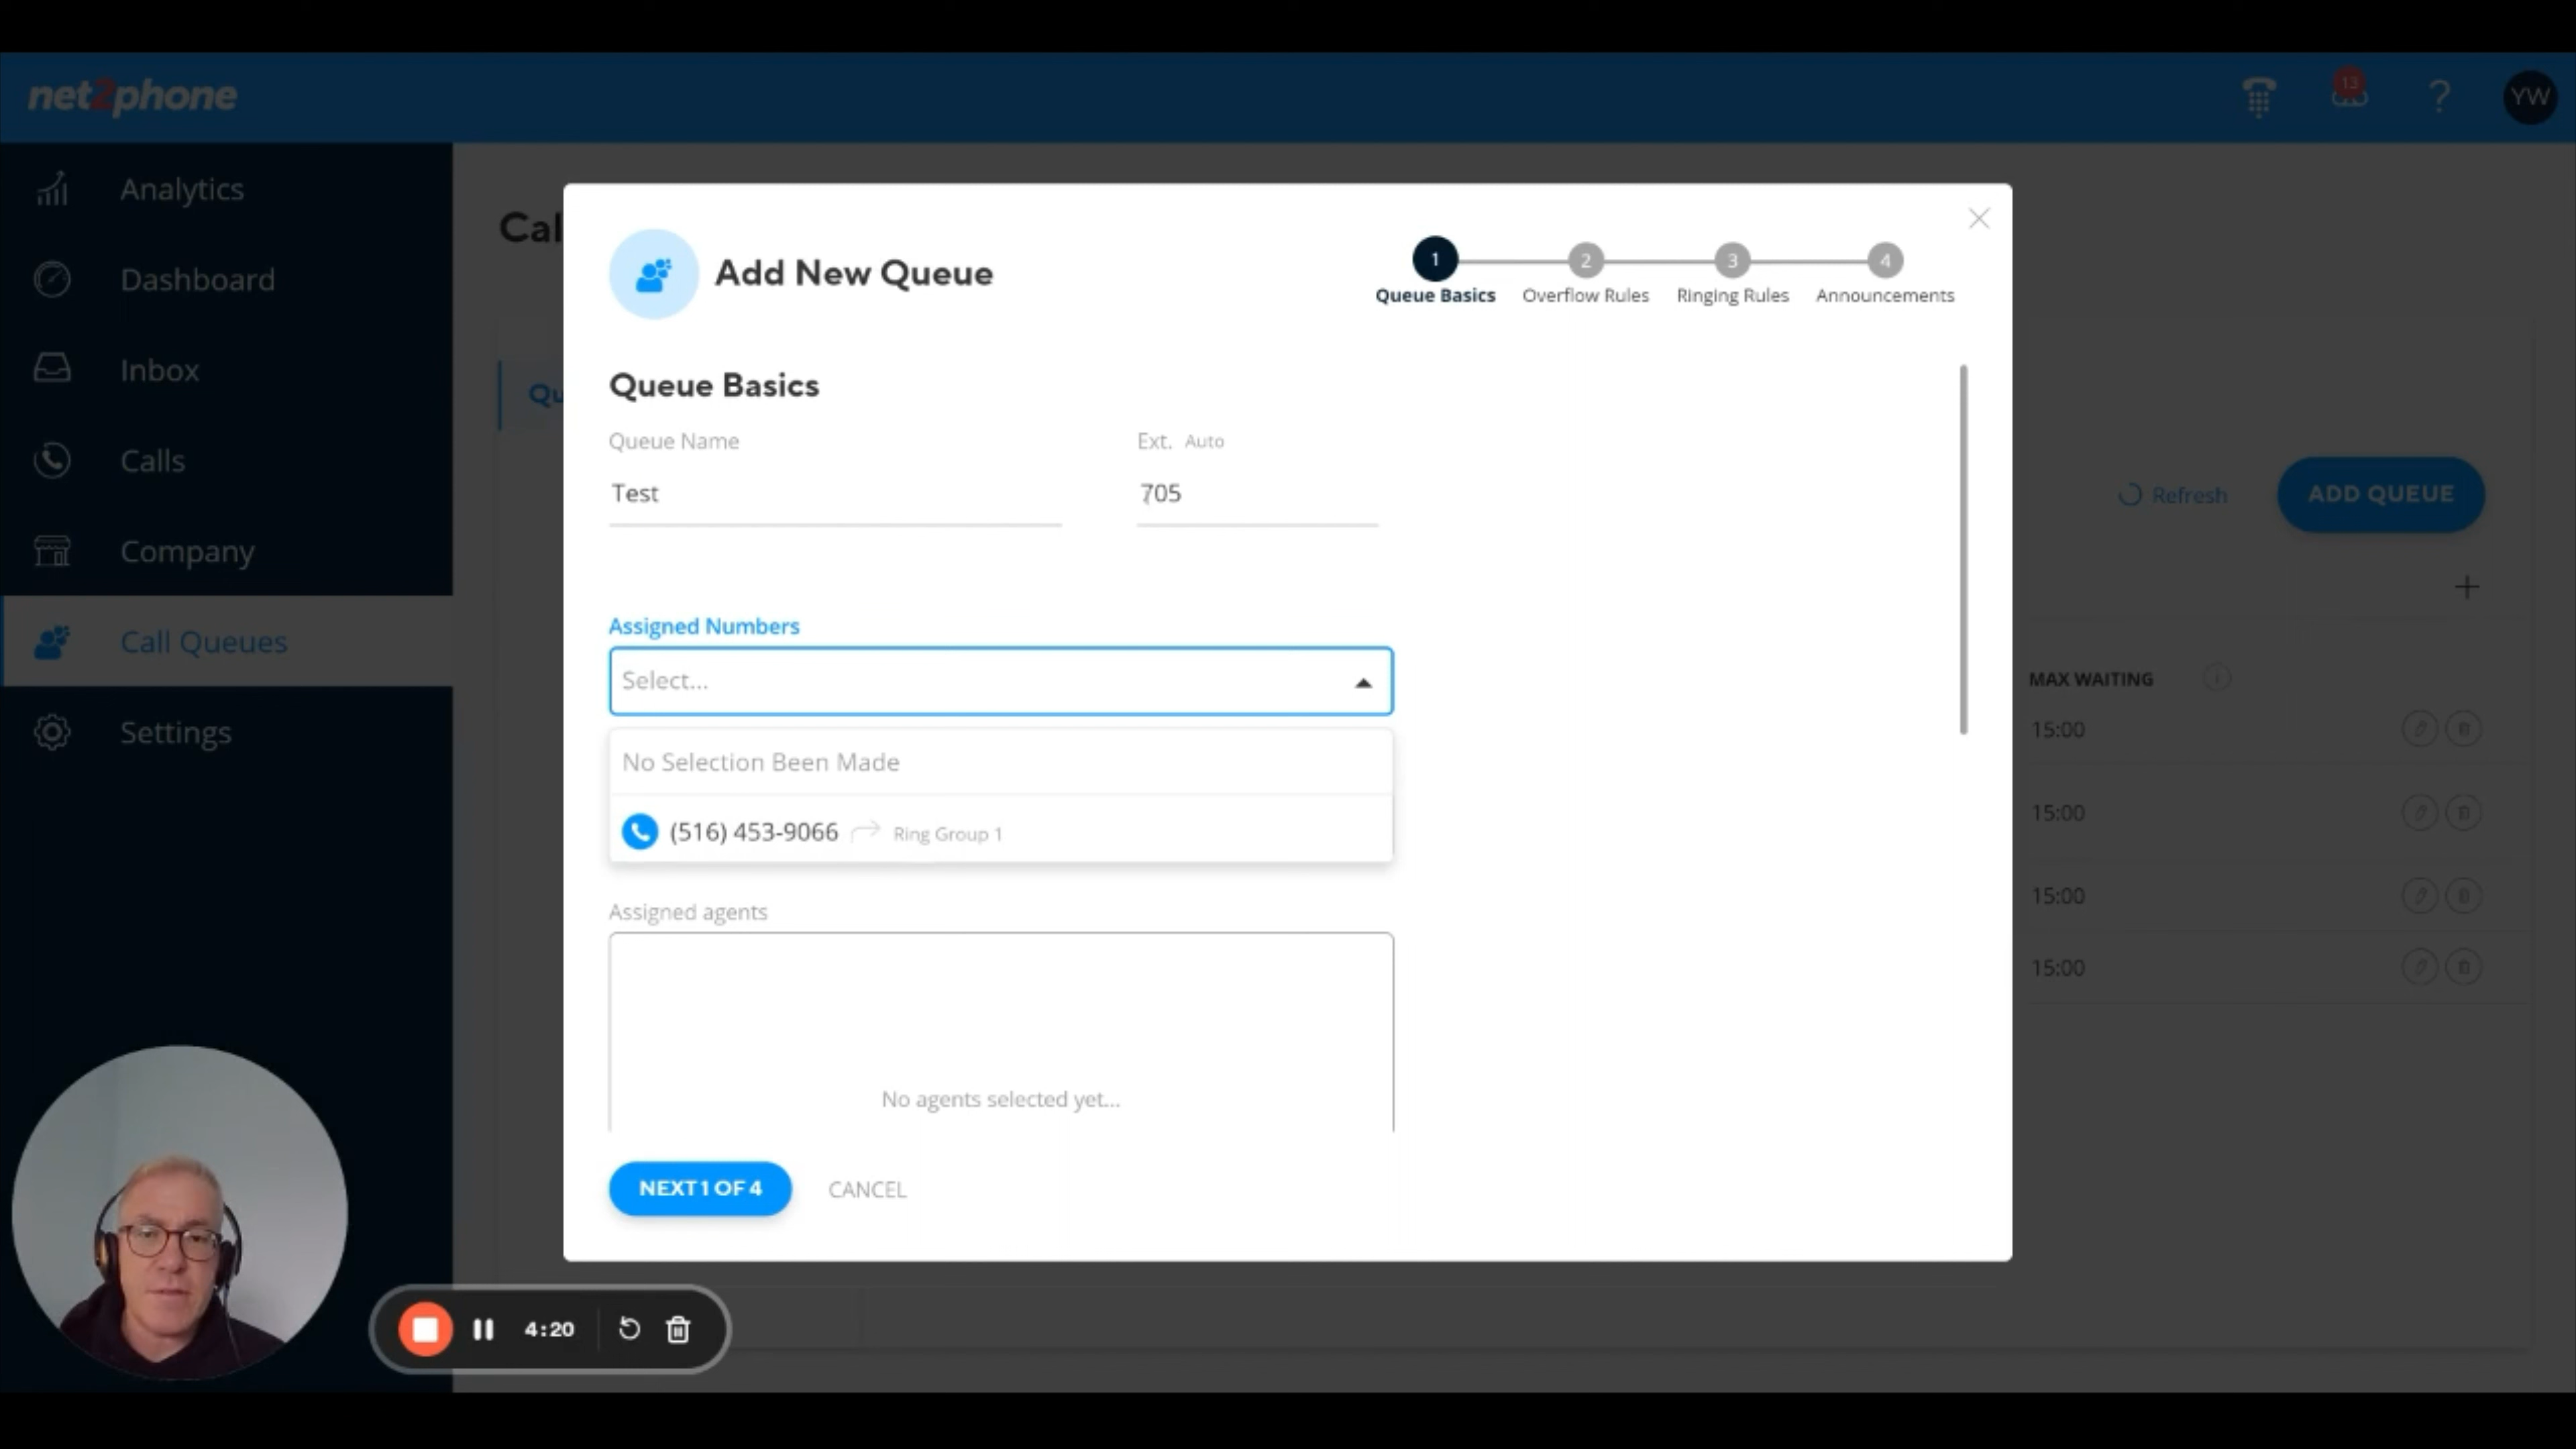 net2phone
13
?
YW
Analytics
Dashboard
Inbox
Calls
Company
Call Queues
Settings
Cal
Qu
Refresh
ADD QUEUE
+
MAX WAITING
i
15:00
15:00
15:00
15:00
Add New Queue
1
2
3
4
Queue Basics
Overflow Rules
Ringing Rules
Announcements
Queue Basics
Queue Name
Ext. Auto
Test
705
Assigned Numbers
Select...
No Selection Been Made
(516) 453-9066 Ring Group 1
Assigned agents
No agents selected yet...
NEXT 1 OF 4
CANCEL
4:20